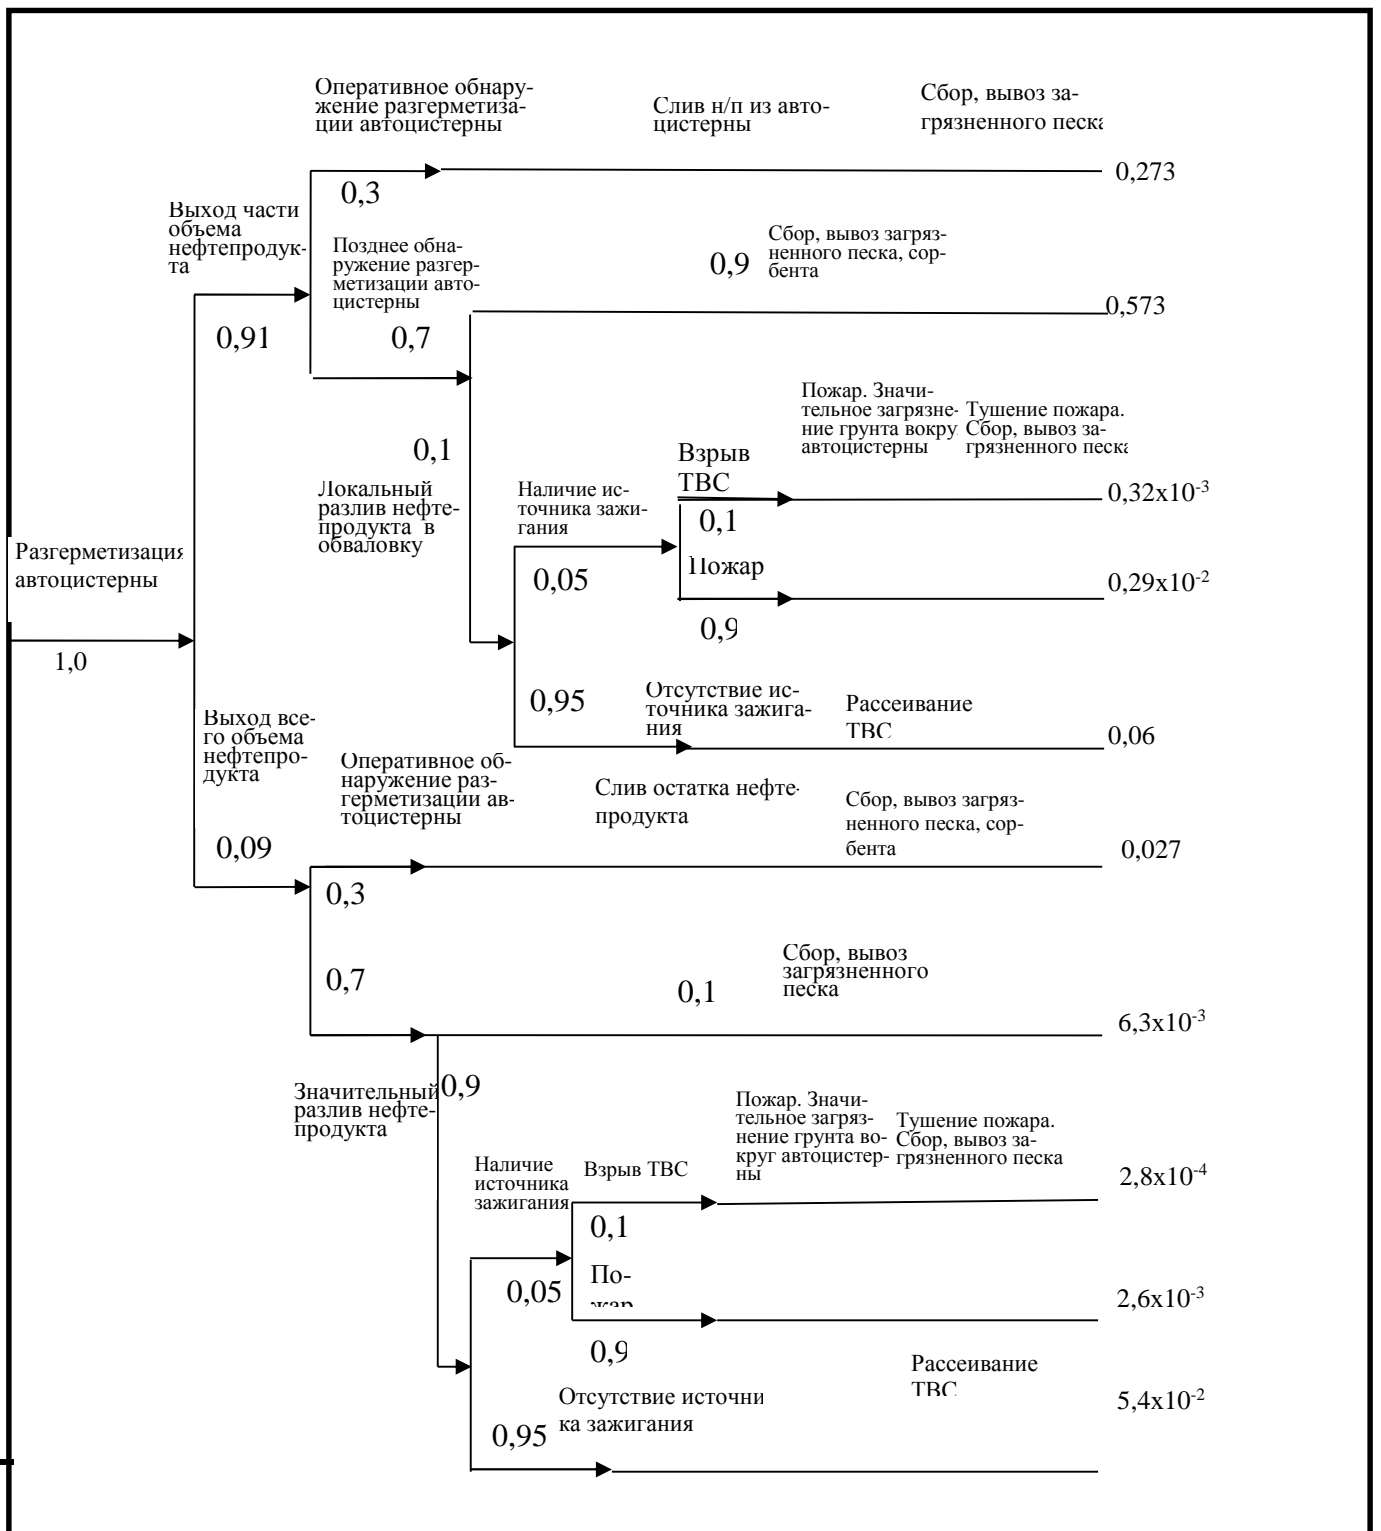 Оперативное обнару-
жение разгерметиза-
ции автоцистерны
Слив н/п из авто-
цистерны
Сбор, вывоз за-
грязненного песка
0,273
0,3
Выход части
объема
нефтепродук-
та
0,91
Позднее обна-
ружение разгер-
метизации авто-
цистерны
0,7
0,9
Сбор, вывоз загряз-
ненного песка, сор-
бента
0,573
0,1
Локальный
разлив нефте-
продукта в
обваловку
Наличие ис-
точника зажи-
гания
0,05
Взрыв
ТВС
0,1
Пожар
0,9
Пожар. Значи-
тельное загрязне-
ние грунта вокру
автоцистерны
Тушение пожара.
Сбор, вывоз за-
грязненного песка
0,32x10-3
0,29x10-2
Разгерметизация
автоцистерны
1,0
0,95
Отсутствие ис-
точника зажига-
ния
Рассеивание
ТВС
0,06
Выход все-
го объема
нефтепро-
дукта
0,09
Оперативное об-
наружение раз-
герметизации ав-
тоцистерны
Слив остатка нефте-
продукта
Сбор, вывоз загряз-
ненного песка, сор-
бента
0,027
0,3
0,7
0,1
Сбор, вывоз
загрязненного
песка
6,3x10-3
Значительный
разлив нефте-
продукта
0,9
Наличие
источника
зажигания
0,05
Взрыв ТВС
0,1
По-
жар
0,9
Пожар. Значи-
тельное загряз-
нение грунта во-
круг автоцистер-
ны
Тушение пожара.
Сбор, вывоз за-
грязненного песка
2,8x10-4
2,6x10-3
0,95
Отсутствие источни
ка зажигания
Рассеивание
ТВС
5,4x10-2